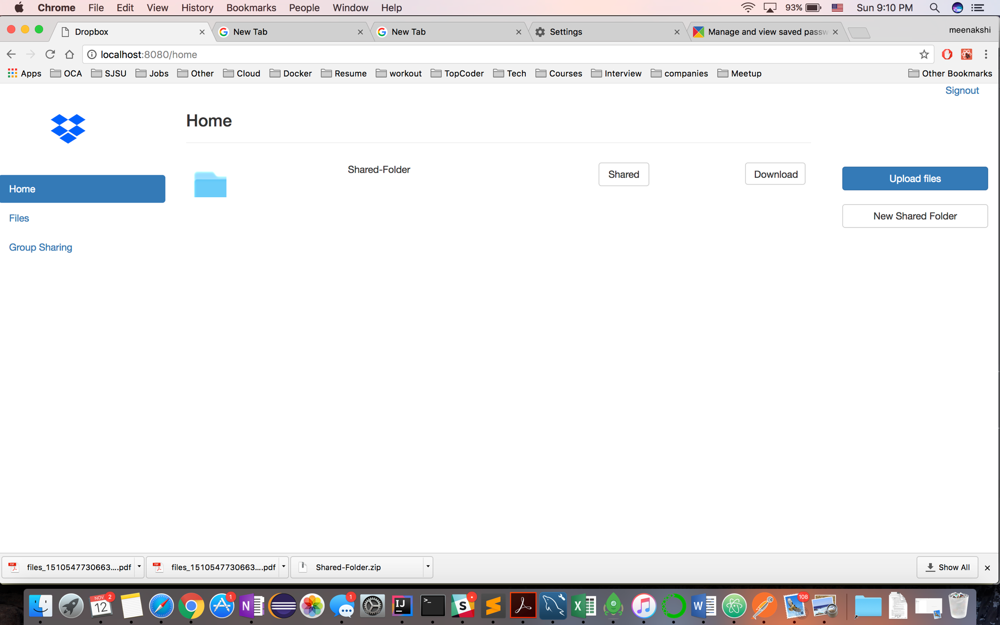 Chrome File Edit View History Bookmarks People Window Help 93% Sun 9:10 PM
Dropbox New Tab New Tab Settings Manage and view saved passw meenakshi
localhost:8080/home
Apps OCA SJSU Jobs Other Cloud Docker Resume workout TopCoder Tech Courses Interview companies Meetup Other Bookmarks
Signout
Home
Shared-Folder Shared Download Upload files
Home
New Shared Folder
Files
Group Sharing
files_1510547730663....pdf files_1510547730663....pdf Shared-Folder.zip Show All
NOV 2 12 1 N 1 IJ >_ S X W 108 PDF